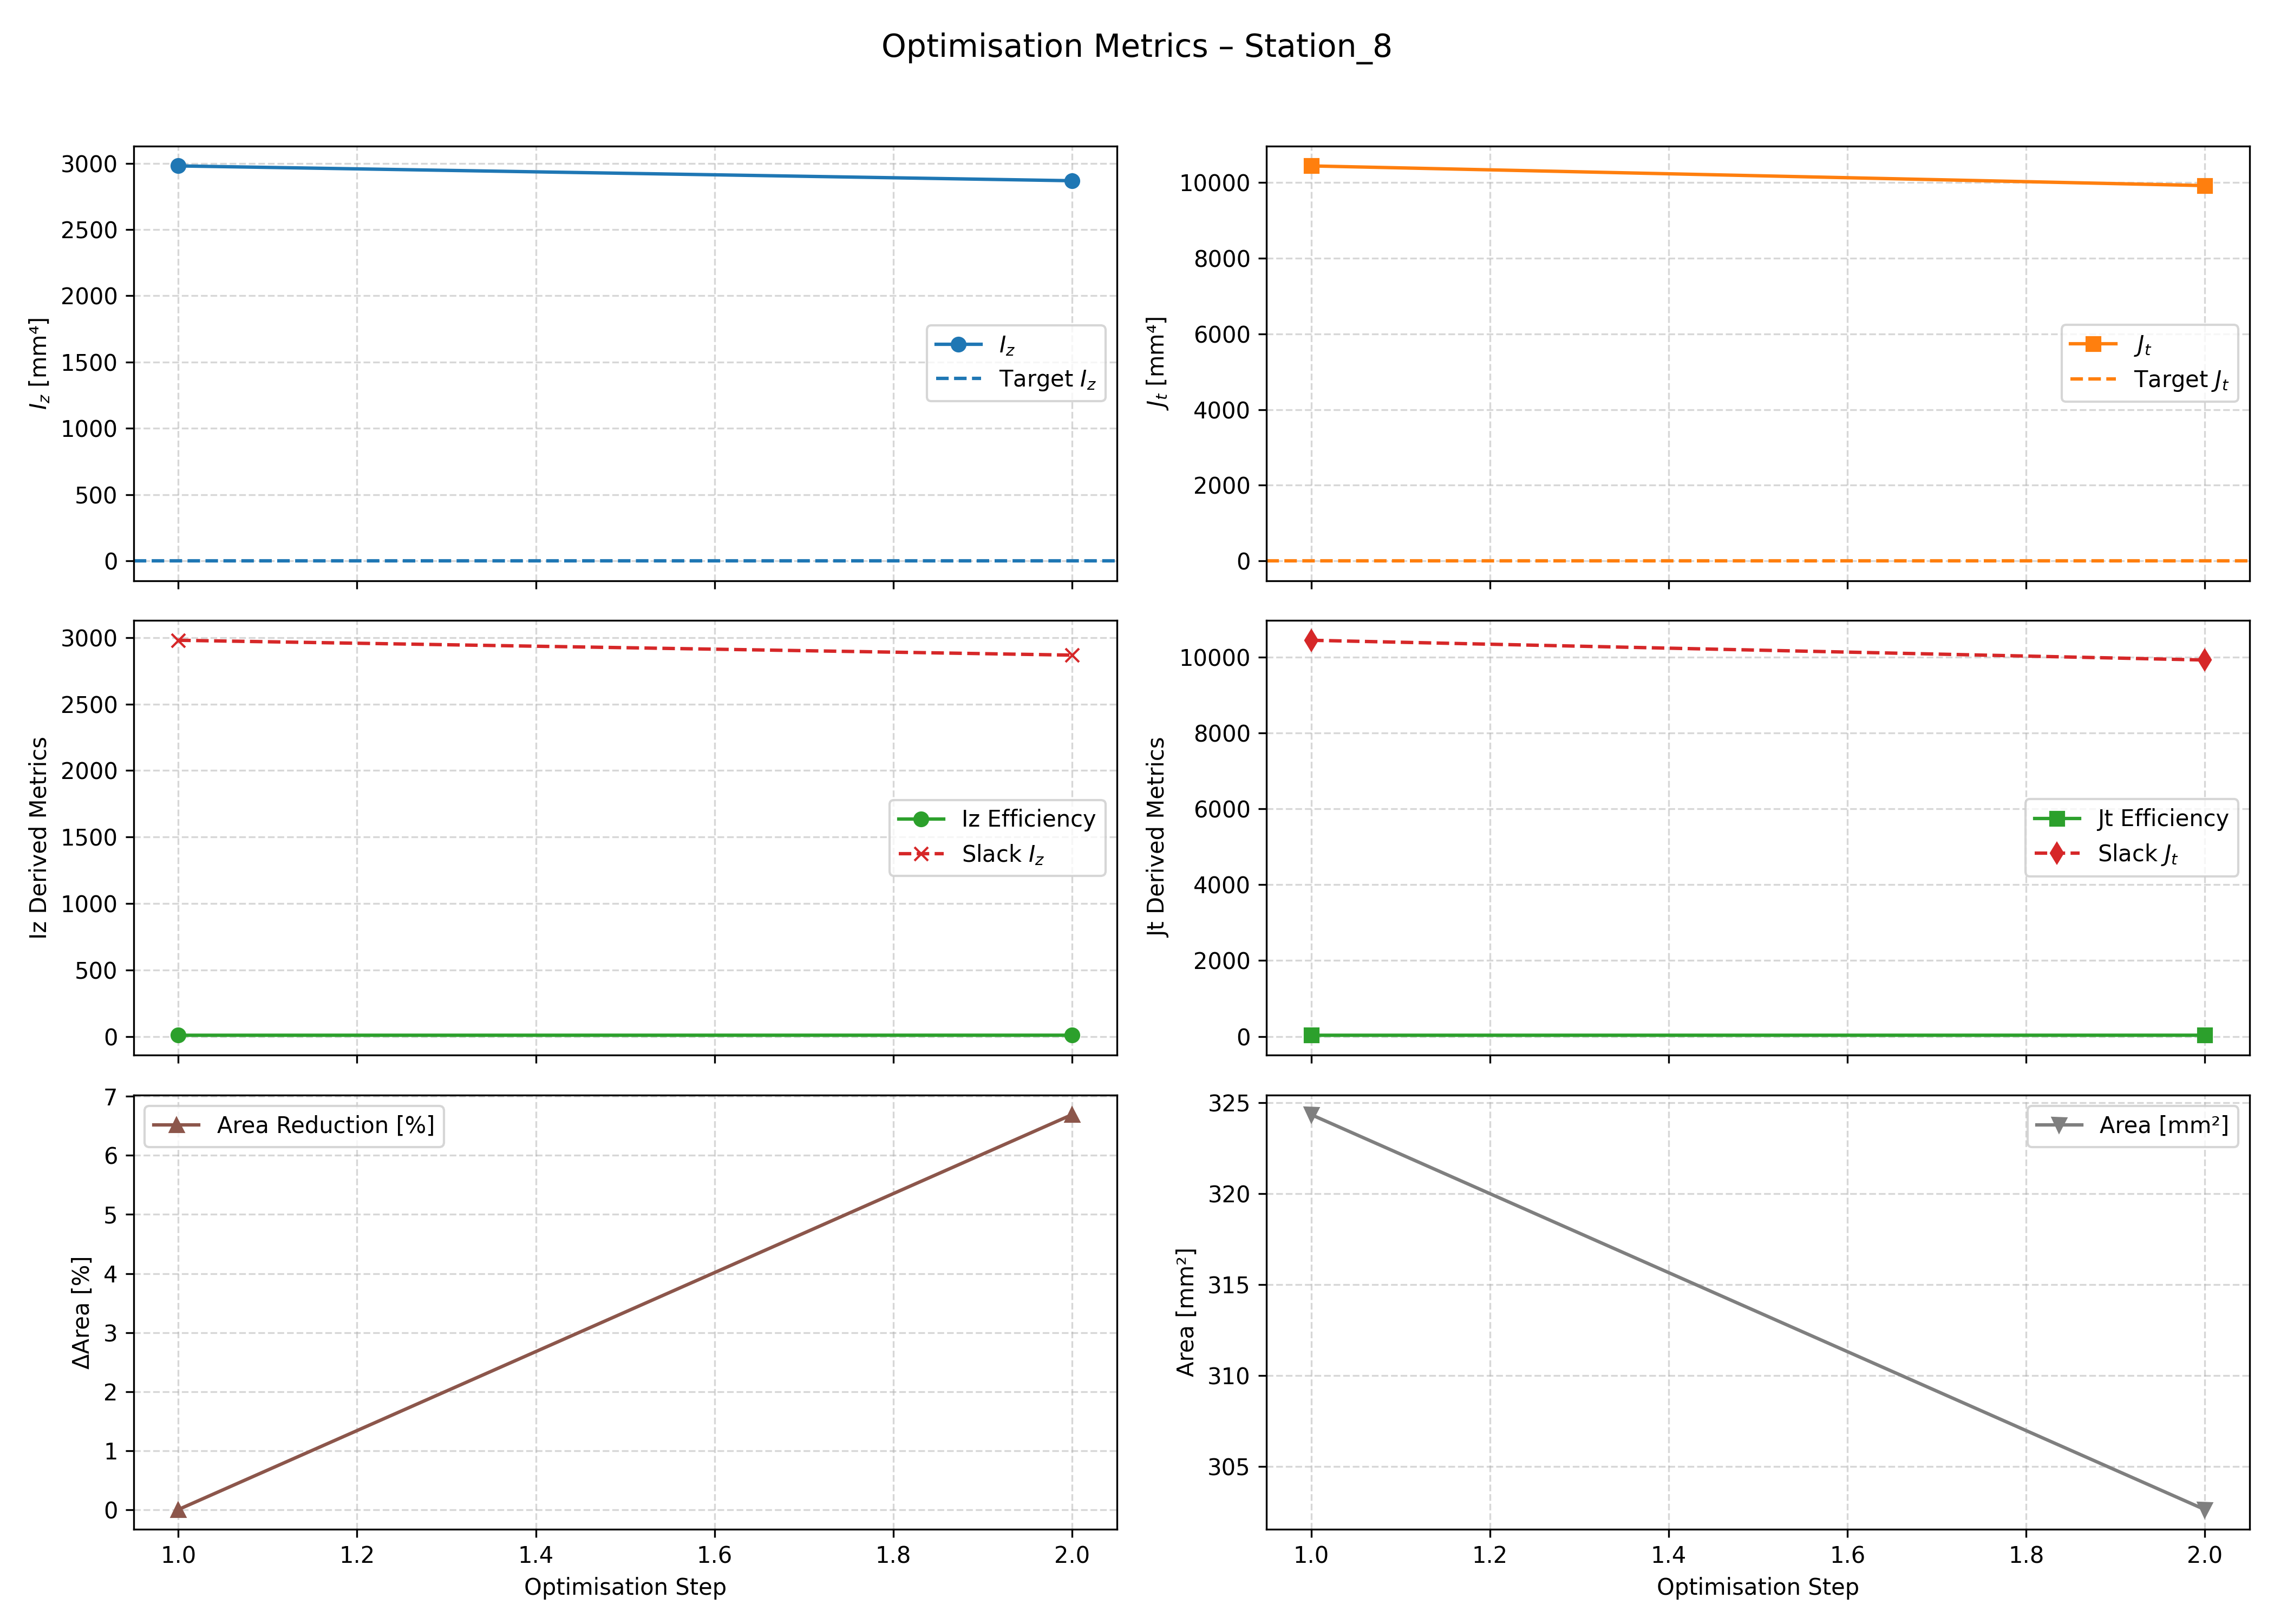 Optimisation Metrics – Station_8
3000
2500
2000
1500
1000
500
0
I_z [mm⁴]
I_z
Target I_z
10000
8000
6000
4000
2000
0
J_t [mm⁴]
J_t
Target J_t
3000
2500
2000
1500
1000
500
0
Iz Derived Metrics
Iz Efficiency
Slack I_z
10000
8000
6000
4000
2000
0
Jt Derived Metrics
Jt Efficiency
Slack J_t
7
6
5
4
3
2
1
0
ΔArea [%]
Area Reduction [%]
1.0 1.2 1.4 1.6 1.8 2.0
Optimisation Step
325
320
315
310
305
Area [mm²]
Area [mm²]
1.0 1.2 1.4 1.6 1.8 2.0
Optimisation Step